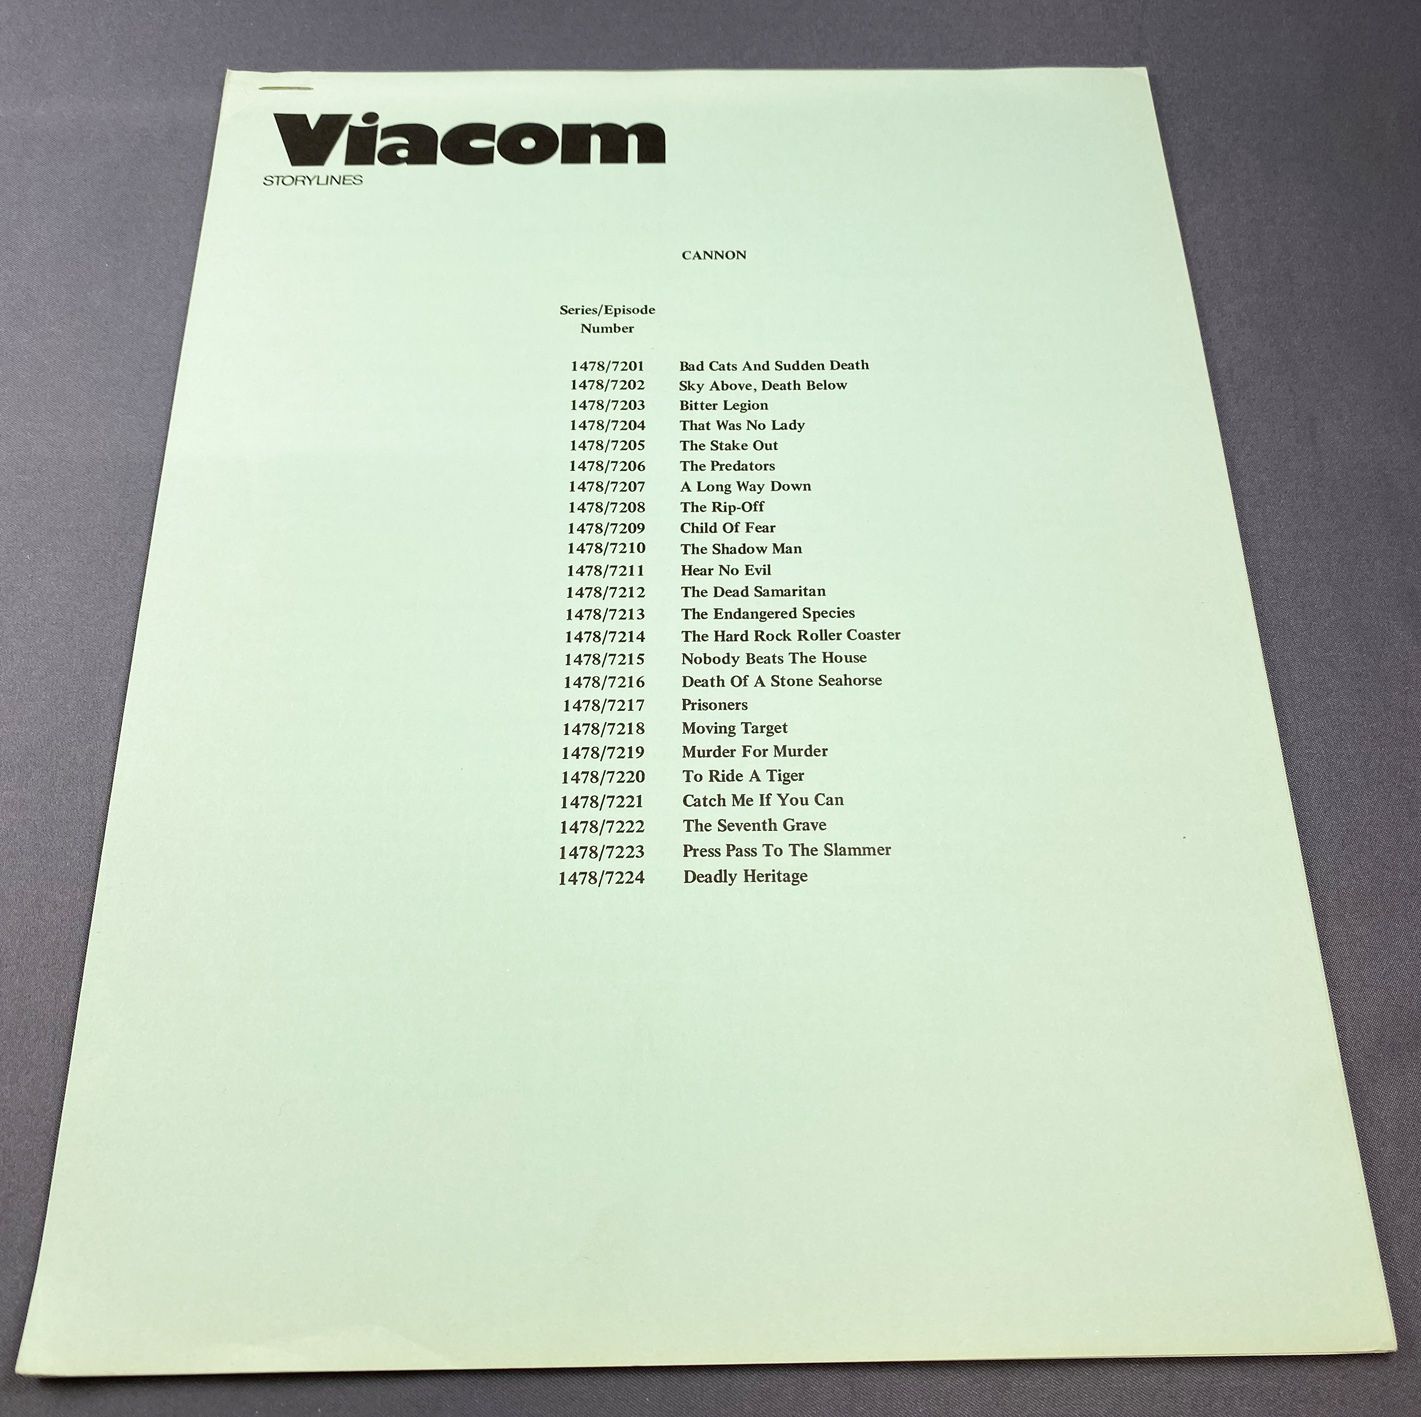 Viacom
STORYLINES
CANNON
Series/Episode
Number
1478/7201 Bad Cats And Sudden Death
1478/7202 Sky Above, Death Below
1478/7203 Bitter Legion
1478/7204 That Was No Lady
1478/7205 The Stake Out
1478/7206 The Predators
1478/7207 A Long Way Down
1478/7208 The Rip-Off
1478/7209 Child Of Fear
1478/7210 The Shadow Man
1478/7211 Hear No Evil
1478/7212 The Dead Samaritan
1478/7213 The Endangered Species
1478/7214 The Hard Rock Roller Coaster
1478/7215 Nobody Beats The House
1478/7216 Death Of A Stone Seahorse
1478/7217 Prisoners
1478/7218 Moving Target
1478/7219 Murder For Murder
1478/7220 To Ride A Tiger
1478/7221 Catch Me If You Can
1478/7222 The Seventh Grave
1478/7223 Press Pass To The Slammer
1478/7224 Deadly Heritage